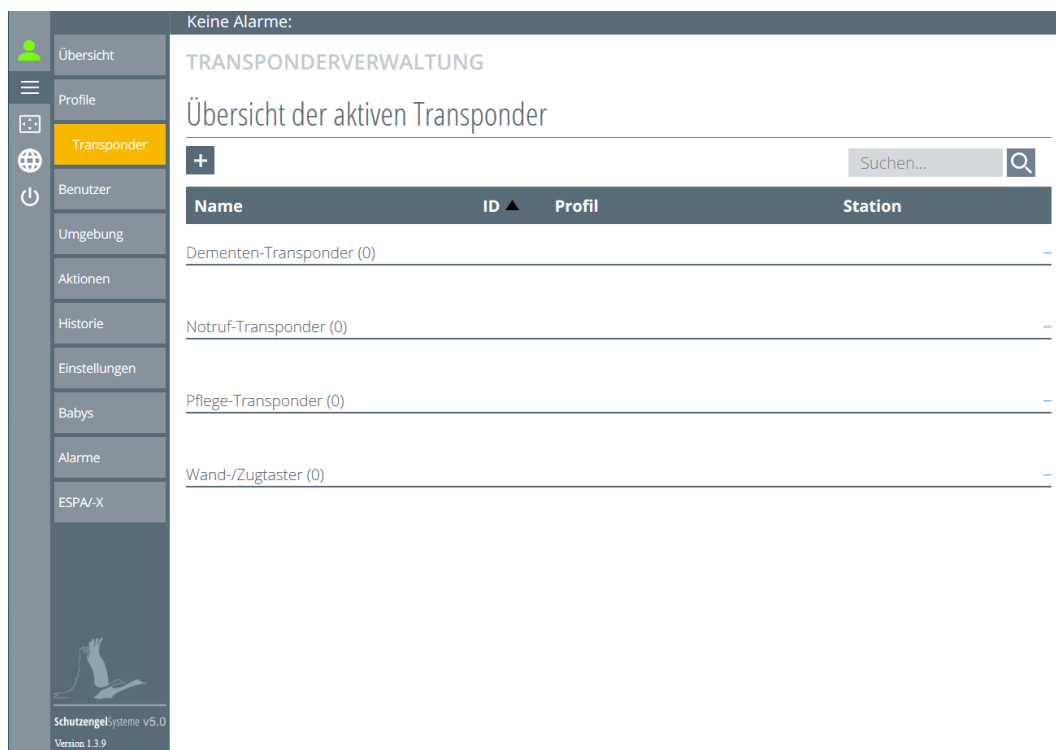 Keine Alarme:
Übersicht
Profile
Transponder
Benutzer
Umgebung
Aktionen
Historie
Einstellungen
Babys
Alarme
ESPA/-X
SchutzengelSysteme v5.0
Version 1.3.9
TRANSPONDERVERWALTUNG
Übersicht der aktiven Transponder
+ Suchen...
Name ID ▲ Profil Station
Dementen-Transponder (0) –
Notruf-Transponder (0) –
Pflege-Transponder (0) –
Wand-/Zugtaster (0) –